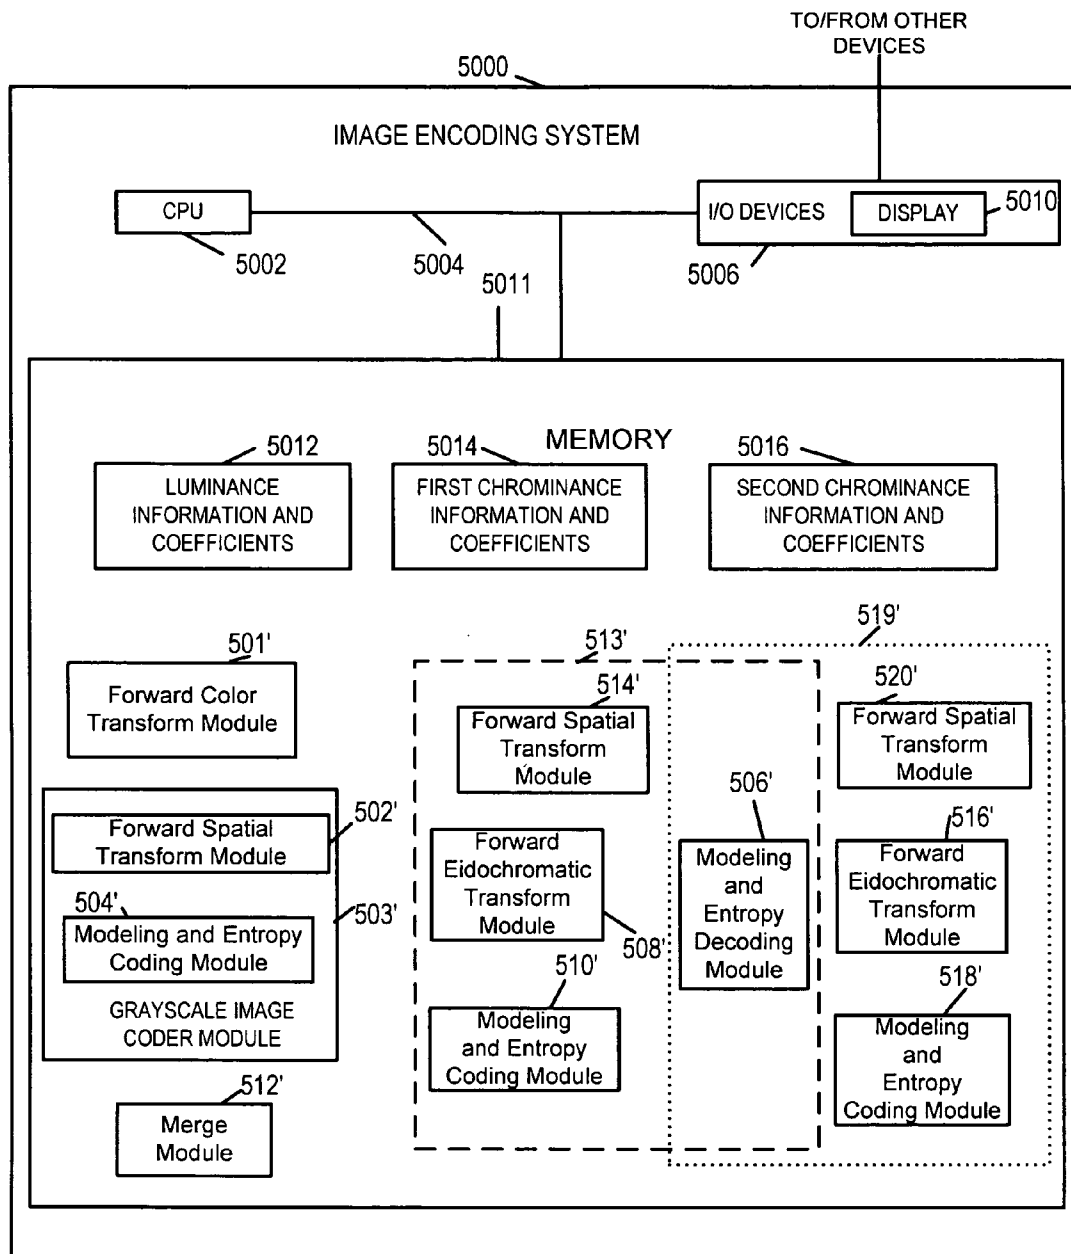 TO/FROM OTHER
DEVICES
5000
IMAGE ENCODING SYSTEM
CPU
I/O DEVICES
DISPLAY
5010
5002
5004
5006
5011
MEMORY
5012
5014
5016
LUMINANCE
INFORMATION AND
COEFFICIENTS
FIRST CHROMINANCE
INFORMATION AND
COEFFICIENTS
SECOND CHROMINANCE
INFORMATION AND
COEFFICIENTS
501'
Forward Color
Transform Module
513'
519'
514'
Forward Spatial
Transform
Module
520'
Forward Spatial
Transform
Module
502'
Forward Spatial
Transform Module
504'
Modeling and Entropy
Coding Module
503'
GRAYSCALE IMAGE
CODER MODULE
Forward
Eidochromatic
Transform
Module
508'
506'
Modeling
and
Entropy
Decoding
Module
516'
Forward
Eidochromatic
Transform
Module
510'
Modeling
and Entropy
Coding Module
518'
Modeling
and
Entropy
Coding Module
512'
Merge
Module